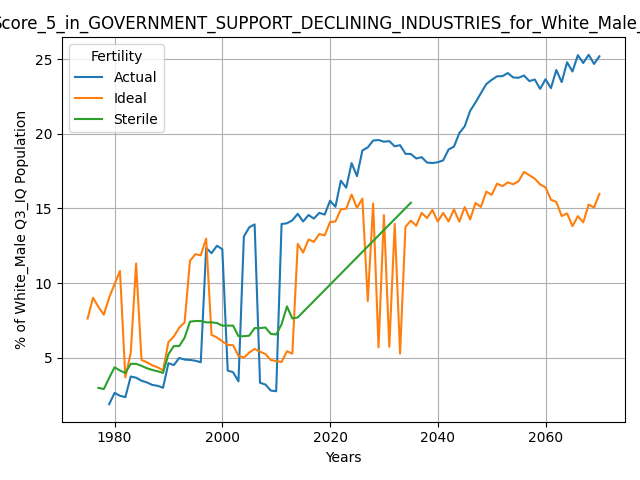 Score_5_in_GOVERNMENT_SUPPORT_DECLINING_INDUSTRIES_for_White_Male_
Fertility
Actual
Ideal
Sterile
% of White_Male Q3_IQ Population
25
20
15
10
5
1980
2000
2020
2040
2060
Years